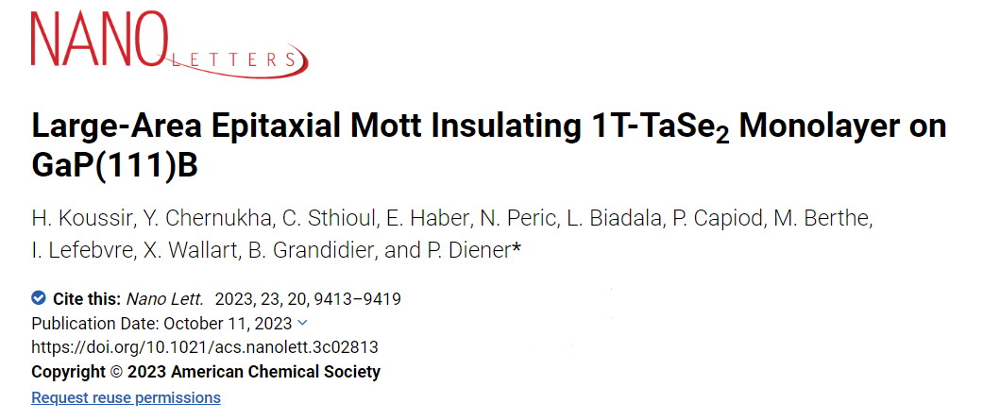 NANO LETTERS
Large-Area Epitaxial Mott Insulating 1T-TaSe₂ Monolayer on
GaP(111)B
H. Koussir, Y. Chernukha, C. Sthioul, E. Haber, N. Peric, L. Biadala, P. Capiod, M. Berthe,
I. Lefebvre, X. Wallart, B. Grandidier, and P. Diener*
Cite this: Nano Lett. 2023, 23, 20, 9413–9419
Publication Date: October 11, 2023
https://doi.org/10.1021/acs.nanolett.3c02813
Copyright © 2023 American Chemical Society
Request reuse permissions